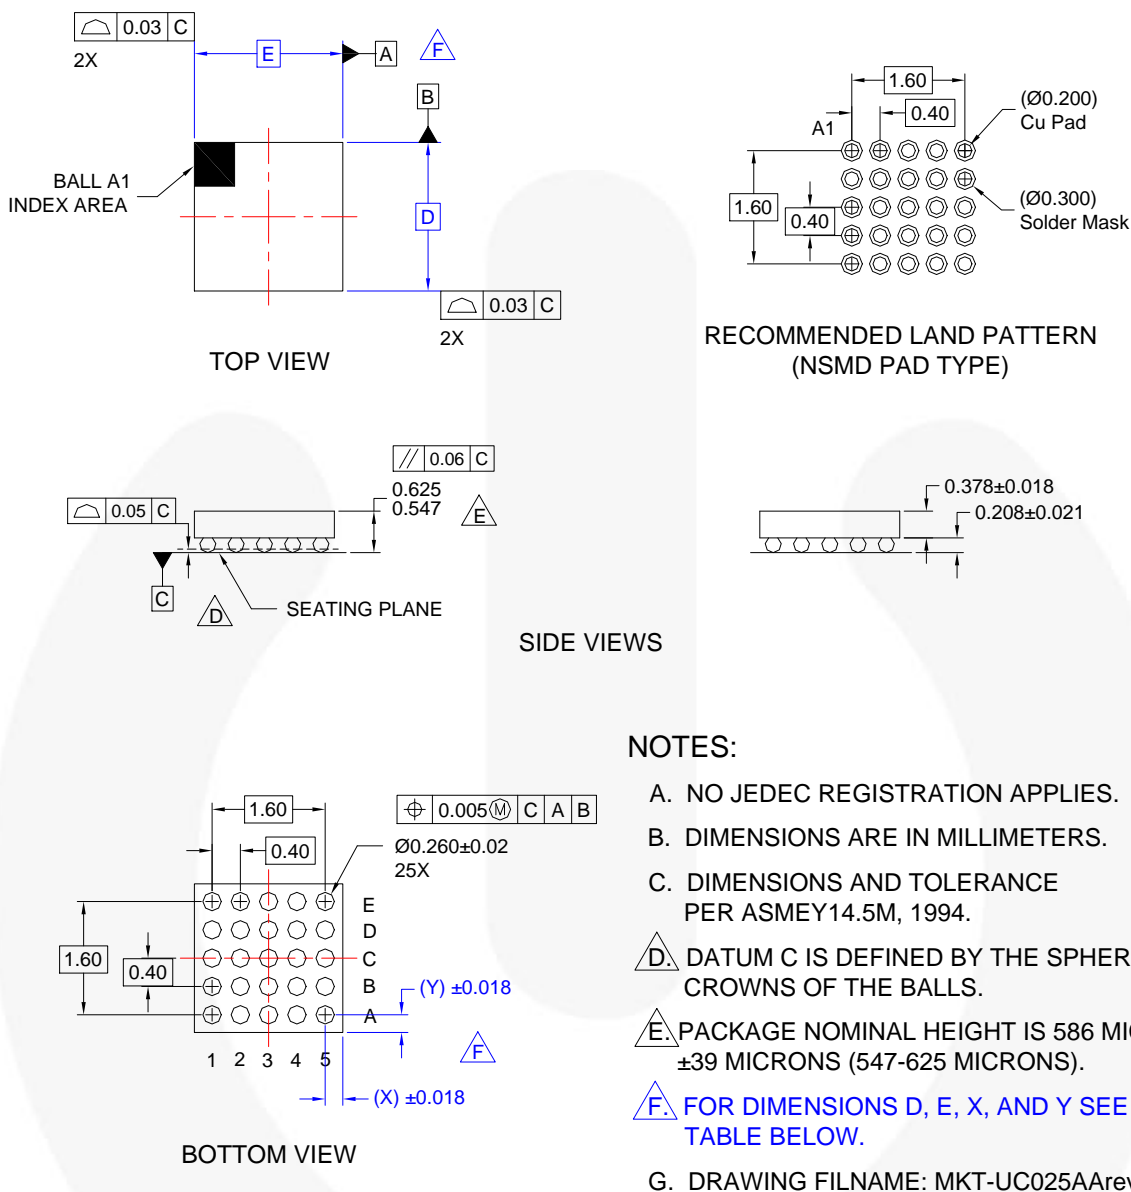 0.03 C
2X
E
A
F
B
BALL A1
INDEX AREA
D
0.03 C
2X
TOP VIEW
1.60
0.40
A1
(Ø0.200)
Cu Pad
1.60
0.40
(Ø0.300)
Solder Mask
RECOMMENDED LAND PATTERN
(NSMD PAD TYPE)
// 0.06 C
0.625
0.547
E
0.05 C
C
D
SEATING PLANE
0.378±0.018
0.208±0.021
SIDE VIEWS
1.60
0.40
0.005Ⓜ C A B
Ø0.260±0.02
25X
E
D
C
B
A
1.60
0.40
(Y) ±0.018
F
1 2 3 4 5
(X) ±0.018
BOTTOM VIEW
NOTES:
A. NO JEDEC REGISTRATION APPLIES.
B. DIMENSIONS ARE IN MILLIMETERS.
C. DIMENSIONS AND TOLERANCE
PER ASMEY14.5M, 1994.
D. DATUM C IS DEFINED BY THE SPHER
CROWNS OF THE BALLS.
E. PACKAGE NOMINAL HEIGHT IS 586 MIC
±39 MICRONS (547-625 MICRONS).
F. FOR DIMENSIONS D, E, X, AND Y SEE
TABLE BELOW.
G. DRAWING FILNAME: MKT-UC025AArev